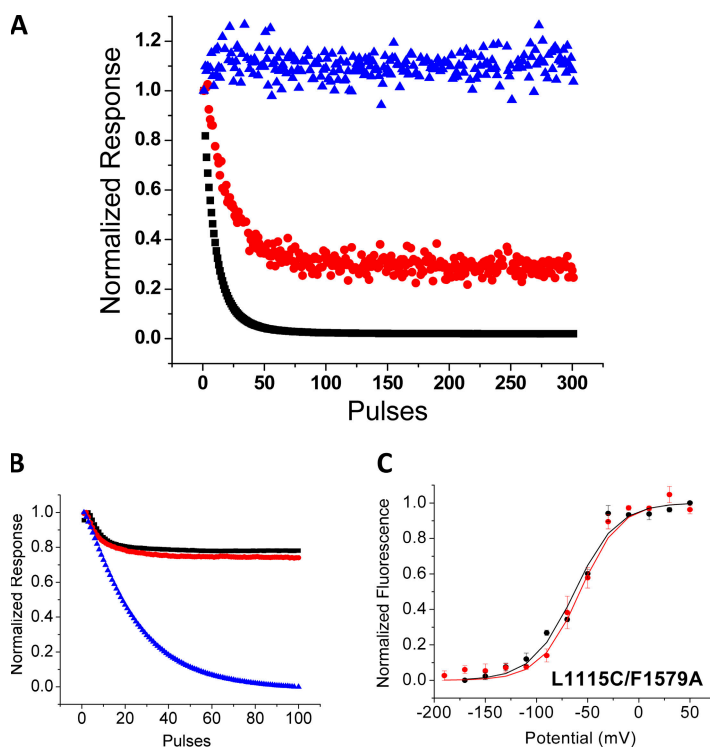 A
Normalized Response
1.2
1.0
0.8
0.6
0.4
0.2
0.0
0 50 100 150 200 250 300
Pulses
B
Normalized Response
1.0
0.8
0.6
0.4
0.2
0.0
0 20 40 60 80 100
Pulses
C
Normalized Fluorescence
1.0
0.8
0.6
0.4
0.2
0.0
L1115C/F1579A
-200 -150 -100 -50 0 50
Potential (mV)